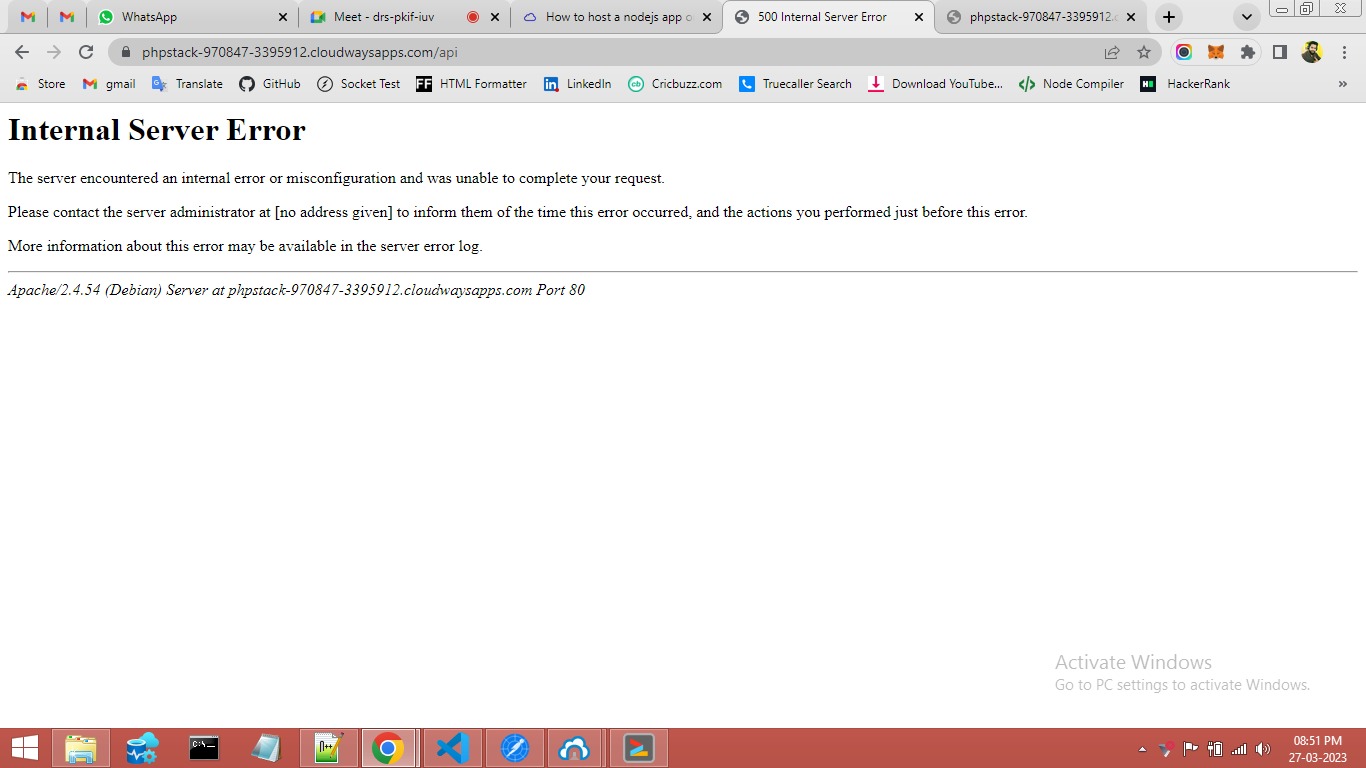 WhatsApp
Meet - drs-pkif-iuv
How to host a nodejs app o
500 Internal Server Error
phpstack-970847-3395912.c
phpstack-970847-3395912.cloudwaysapps.com/api
Store
gmail
Translate
GitHub
Socket Test
FF
HTML Formatter
in
LinkedIn
cb
Cricbuzz.com
Truecaller Search
Download YouTube...
Node Compiler
HackerRank
»
Internal Server Error
The server encountered an internal error or misconfiguration and was unable to complete your request.
Please contact the server administrator at [no address given] to inform them of the time this error occurred, and the actions you performed just before this error.
More information about this error may be available in the server error log.
Apache/2.4.54 (Debian) Server at phpstack-970847-3395912.cloudwaysapps.com Port 80
Activate Windows
Go to PC settings to activate Windows.
08:51 PM
27-03-2023